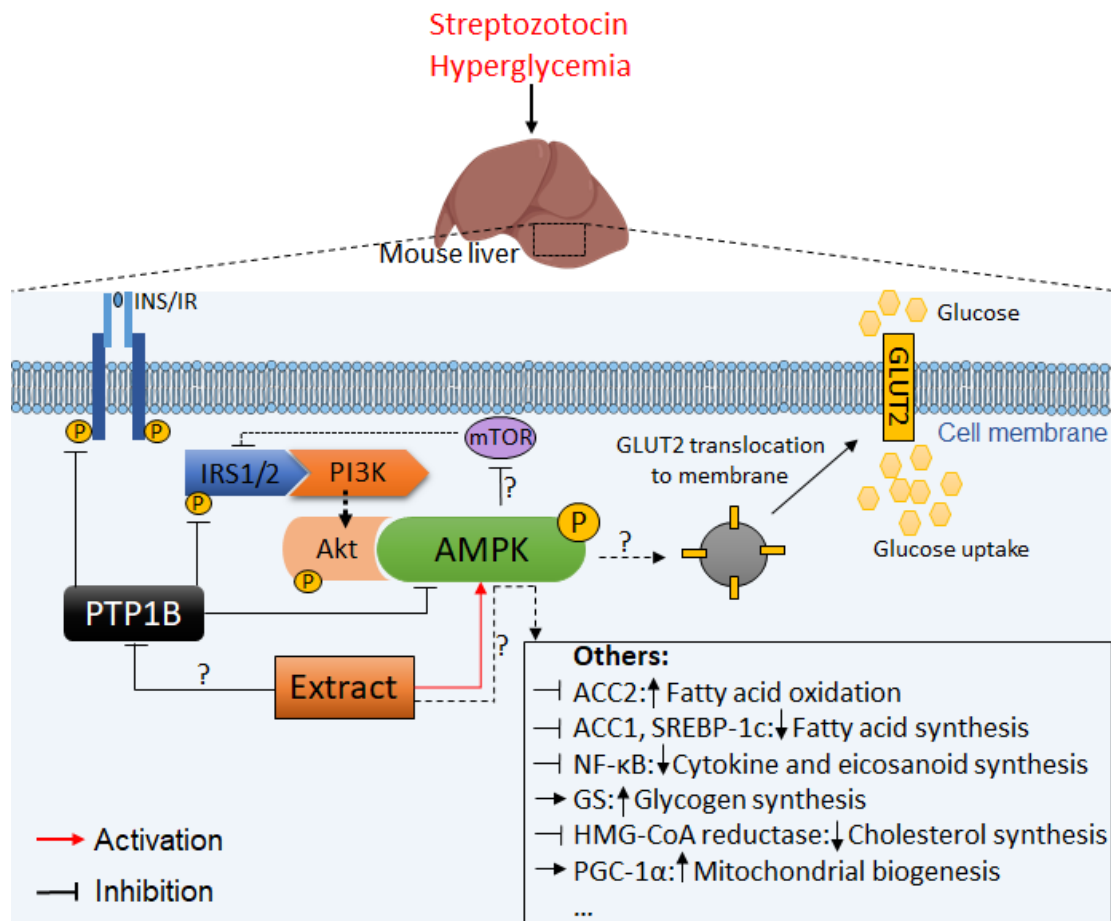 Streptozotocin
Hyperglycemia
Mouse liver
INS/IR
Glucose
GLUT2
P
P
Cell membrane
mTOR
GLUT2 translocation
to membrane
IRS1/2
PI3K
P
?
P
Akt
AMPK
?
P
Glucose uptake
PTP1B
?
?
Extract
Others:
ACC2:↑ Fatty acid oxidation
ACC1, SREBP-1c:↓ Fatty acid synthesis
NF-κB:↓ Cytokine and eicosanoid synthesis
GS:↑ Glycogen synthesis
HMG-CoA reductase:↓ Cholesterol synthesis
PGC-1α:↑ Mitochondrial biogenesis
...
Activation
Inhibition